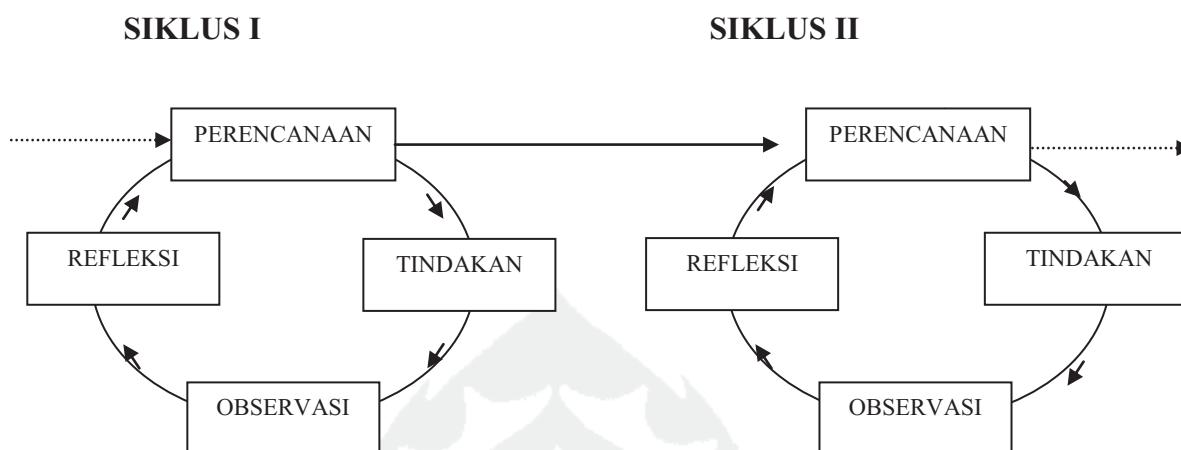 SIKLUS I
SIKLUS II
PERENCANAAN
PERENCANAAN
REFLEKSI
TINDAKAN
REFLEKSI
TINDAKAN
OBSERVASI
OBSERVASI